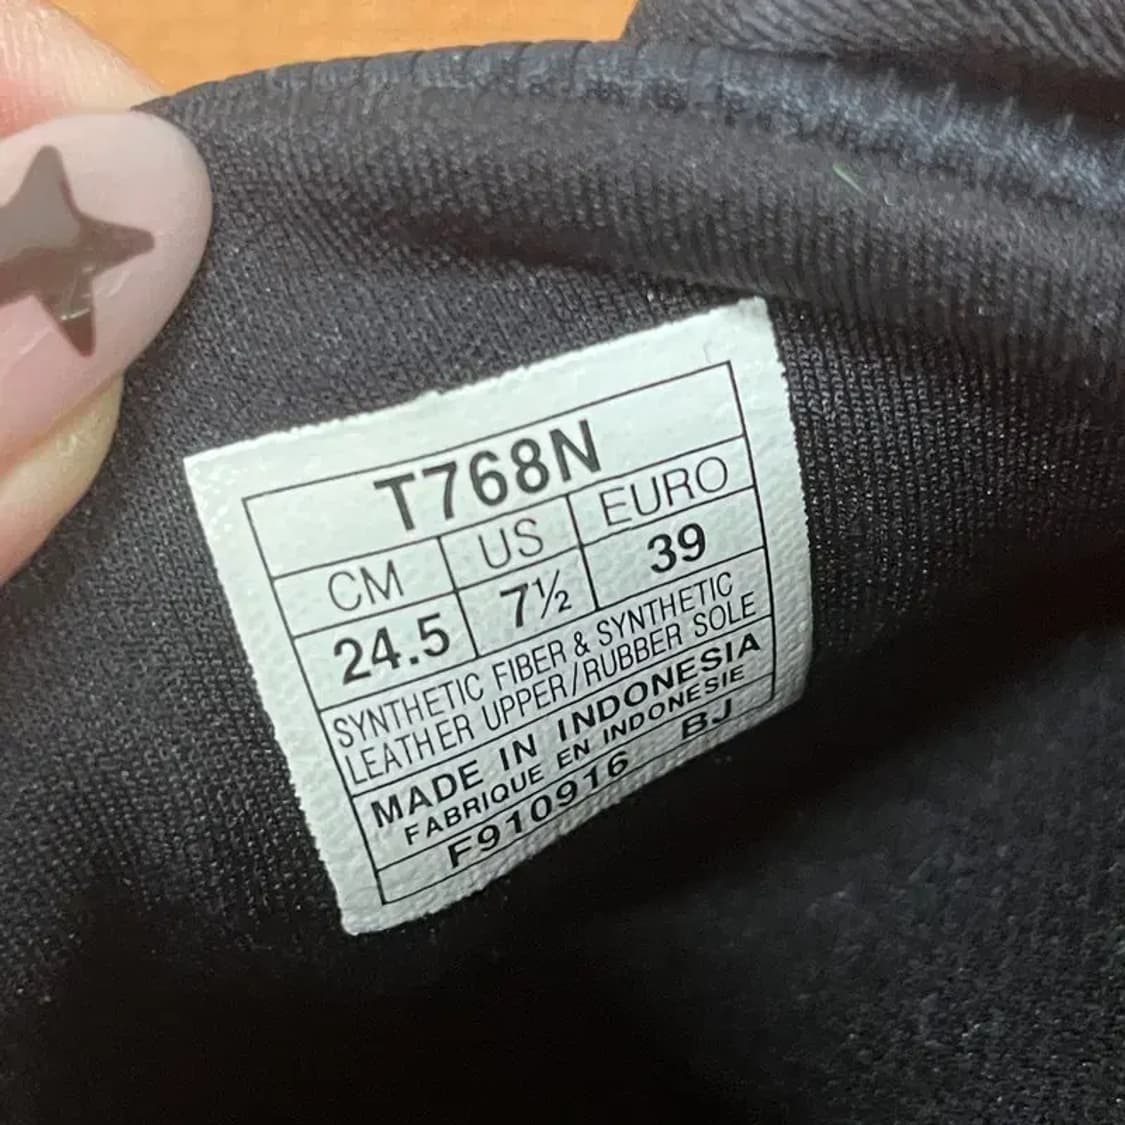 T768N
CM US EURO
24.5 7½ 39
SYNTHETIC FIBER & SYNTHETIC
LEATHER UPPER/RUBBER SOLE
MADE IN INDONESIA
FABRIQUE EN INDONESIE
F910916 BJ